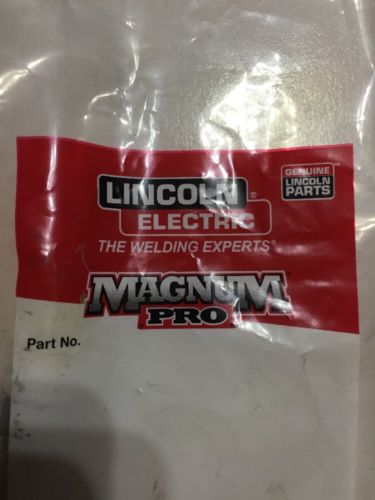 LINCOLN®
ELECTRIC
THE WELDING EXPERTS®
GENUINE
LINCOLN
PARTS
MAGNUM
PRO
Part No.